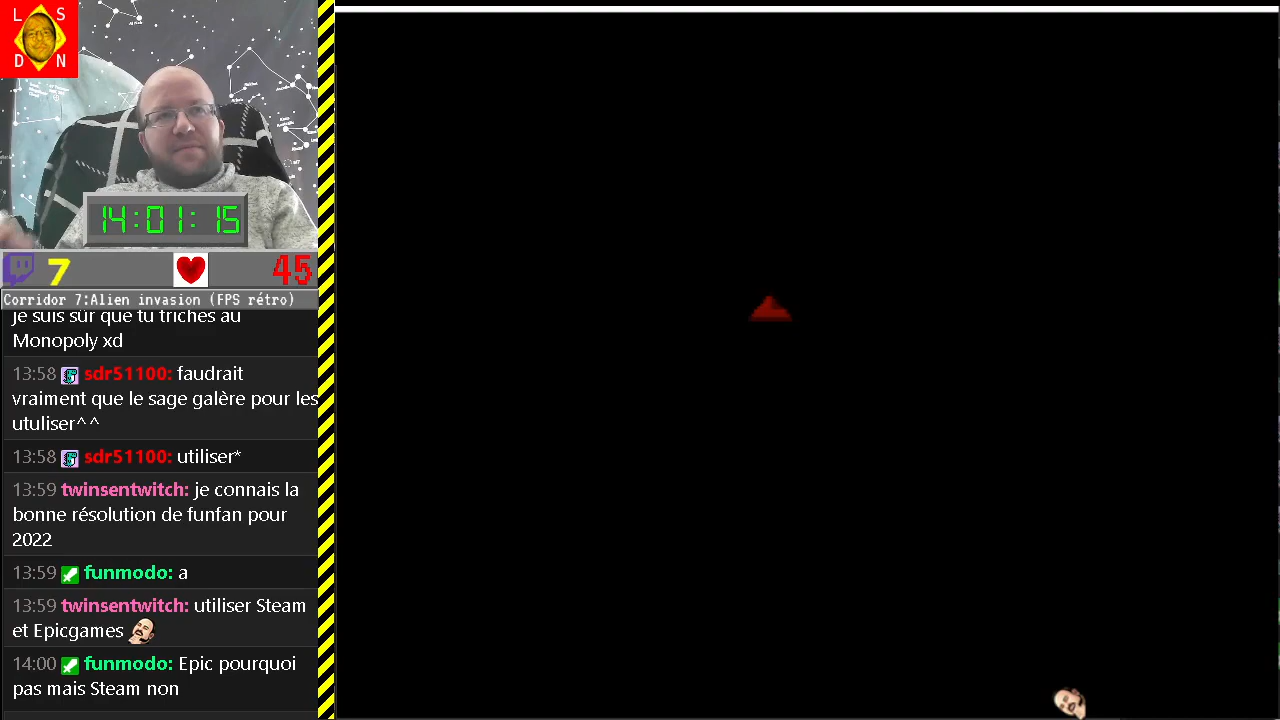 L S
D N
14:01:15
7 45
Corridor 7:Alien invasion (FPS rétro)
je suis sûr que tu triches au
Monopoly xd
13:58 sdr51100: faudrait
vraiment que le sage galère pour les
utuliser^^
13:58 sdr51100: utiliser*
13:59 twinsentwitch: je connais la
bonne résolution de funfan pour
2022
13:59 funmodo: a
13:59 twinsentwitch: utiliser Steam
et Epicgames
14:00 funmodo: Epic pourquoi
pas mais Steam non